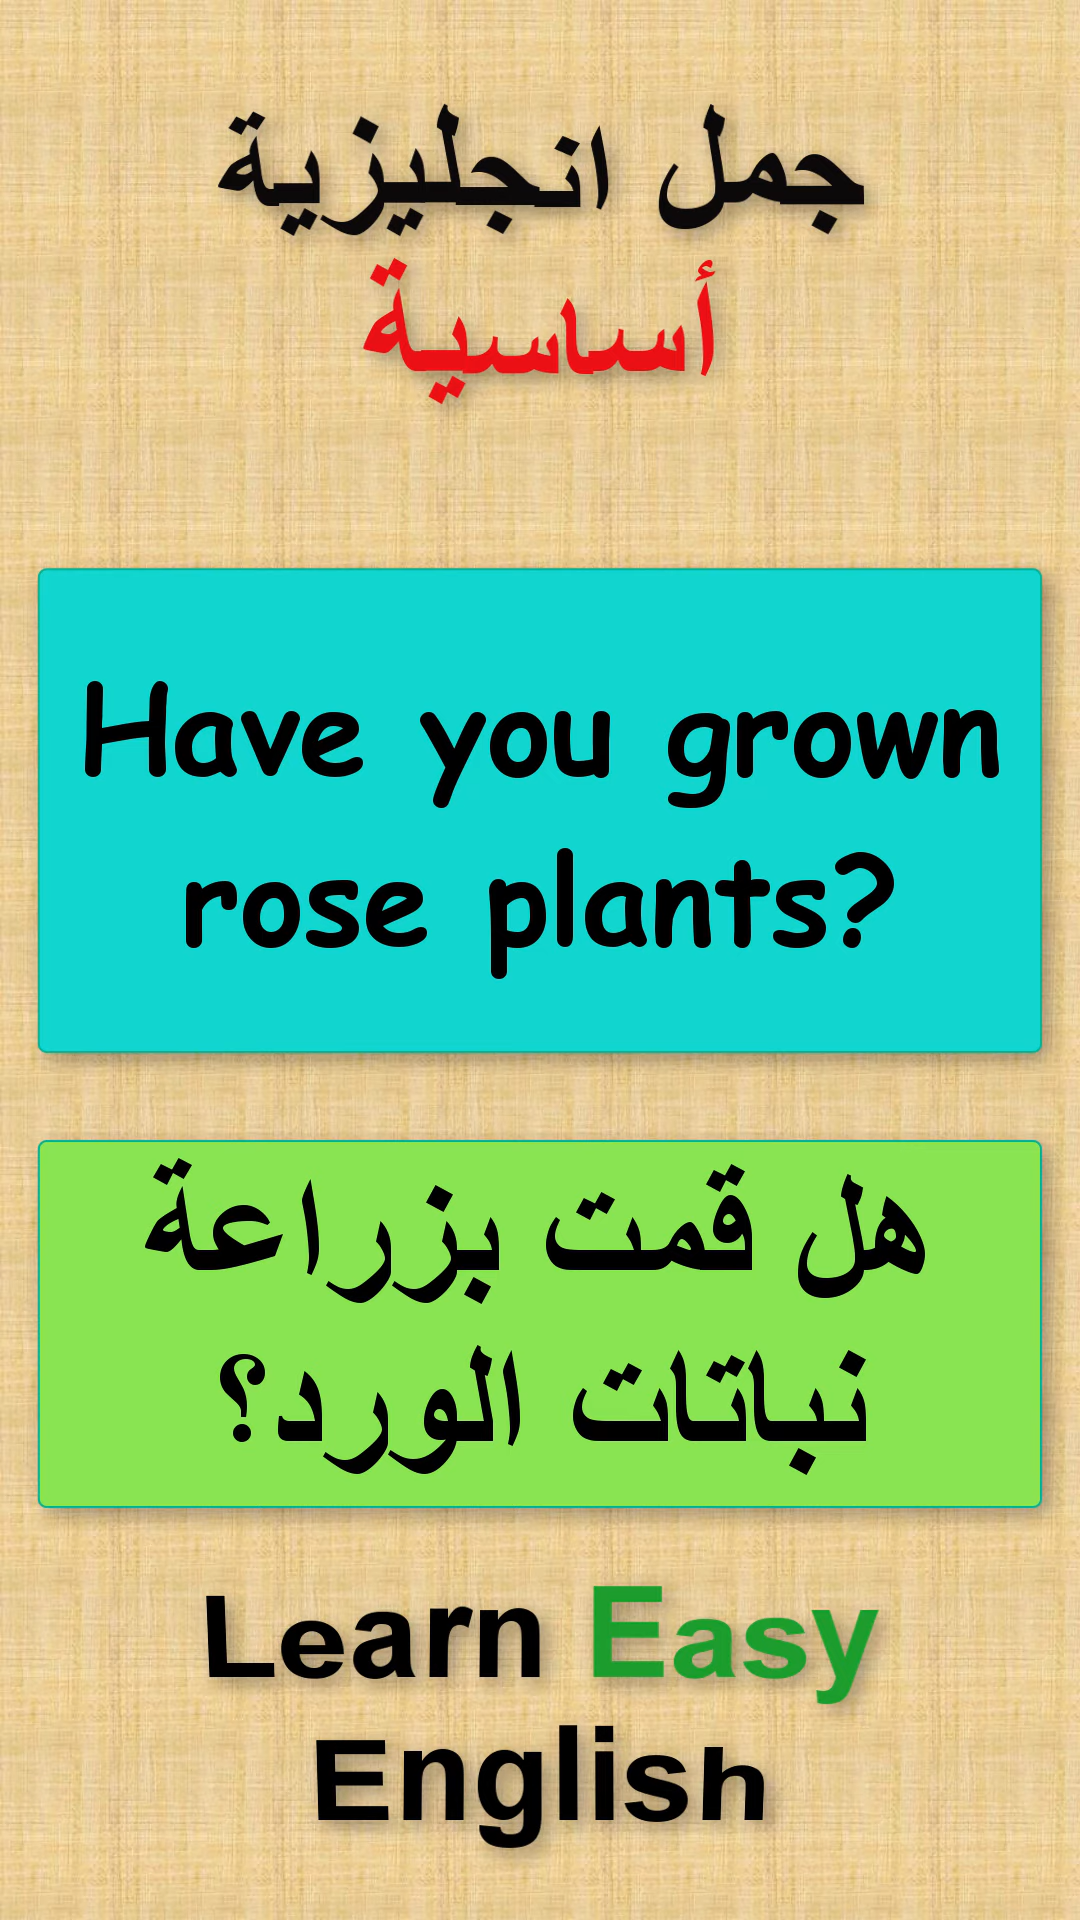 جمل انجليزية
أساسية
Have you grown
rose plants?
هل قمت بزراعة
نباتات الورد؟
Learn Easy
English